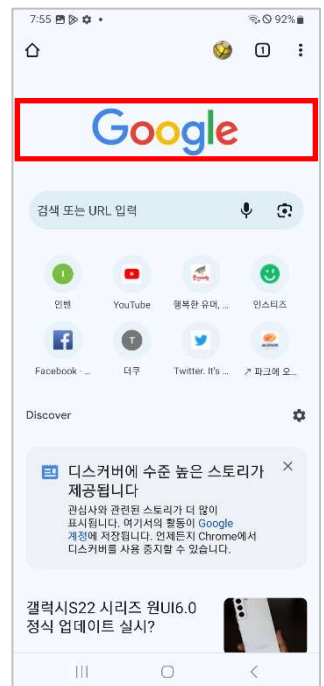 7:55
92%
1
Google
검색 또는 URL 입력
I
인벤
YouTube
행복한 유머, ...
인스티즈
Facebook - ...
T
더쿠
Twitter. It's ...
↗ 파크에 오...
Discover
디스커버에 수준 높은 스토리가
제공됩니다
관심사와 관련된 스토리가 더 많이
표시됩니다. 여기서의 활동이 Google
계정에 저장됩니다. 언제든지 Chrome에서
디스커버를 사용 중지할 수 있습니다.
갤럭시S22 시리즈 원UI6.0
정식 업데이트 실시?